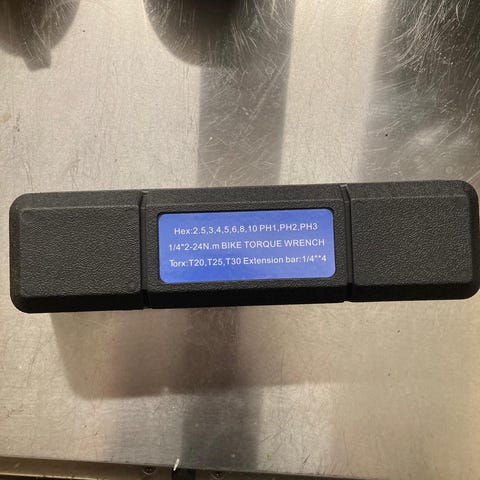 Hex:2.5,3,4,5,6,8,10 PH1,PH2,PH3
1/4"2-24N.m BIKE TORQUE WRENCH
Torx:T20,T25,T30 Extension bar:1/4"*4